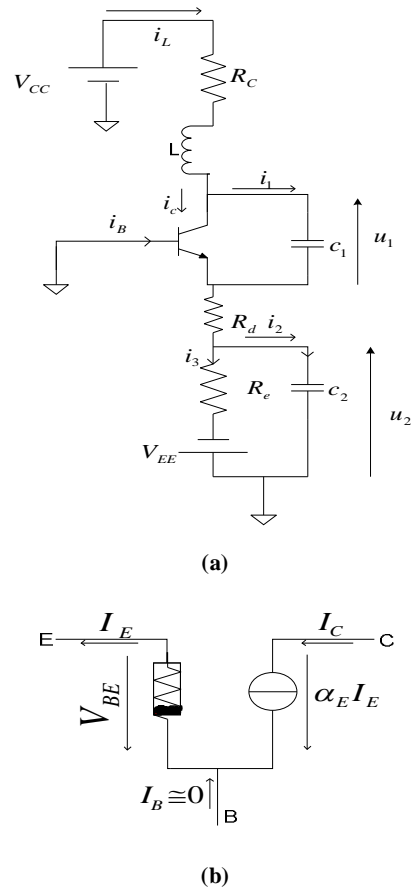 i_L
R_C
V_CC
L
i_1
i_c
i_B
c_1
u_1
R_d
i_2
i_3
R_e
c_2
u_2
V_EE
(a)
E
I_E
I_C
C
V_BE
α_E I_E
I_B ≅ 0
B
(b)